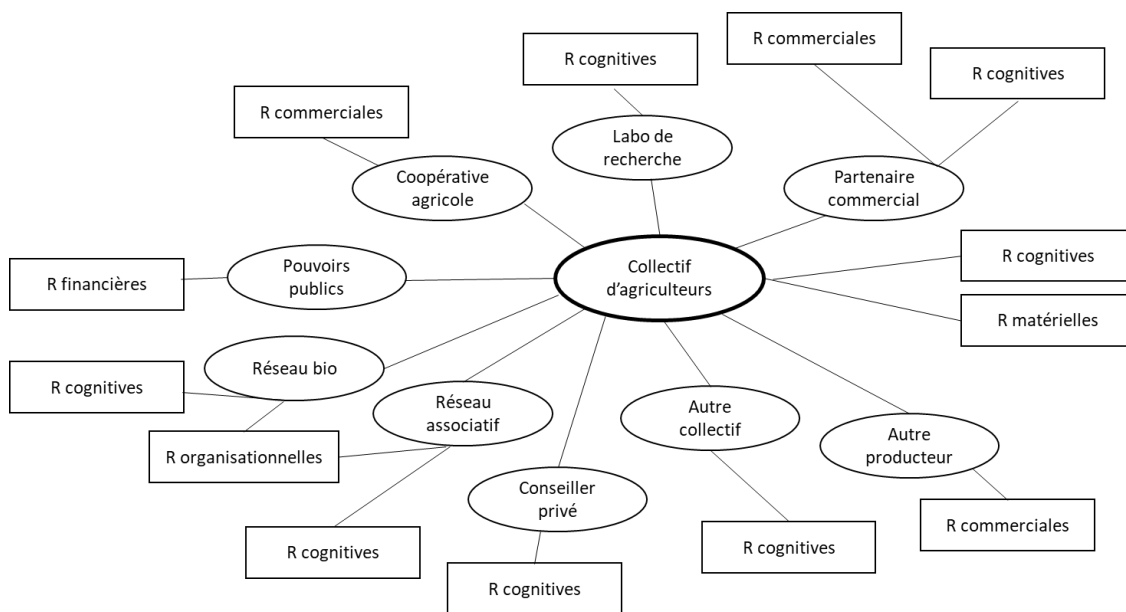 R commerciales
R cognitives
R cognitives
R commerciales
Labo de
recherche
Coopérative
agricole
Partenaire
commercial
R cognitives
Collectif
d’agriculteurs
Pouvoirs
publics
R financières
R matérielles
Réseau bio
R cognitives
Réseau
associatif
Autre
collectif
Autre
producteur
R organisationnelles
Conseiller
privé
R commerciales
R cognitives
R cognitives
R cognitives